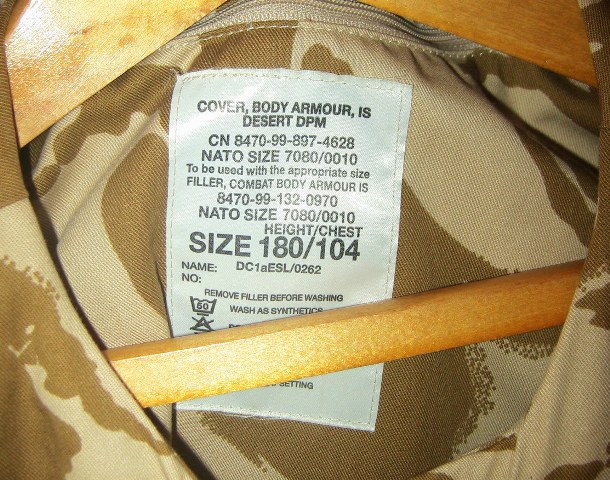 COVER, BODY ARMOUR, IS
DESERT DPM
CN 8470-99-897-4628
NATO SIZE 7080/0010
To be used with the appropriate size
FILLER, COMBAT BODY ARMOUR IS
8470-99-132-0970
NATO SIZE 7080/0010
HEIGHT/CHEST
SIZE 180/104
NAME: DC1aESL/0262
NO:
REMOVE FILLER BEFORE WASHING
50 WASH AS SYNTHETICS
SETTING